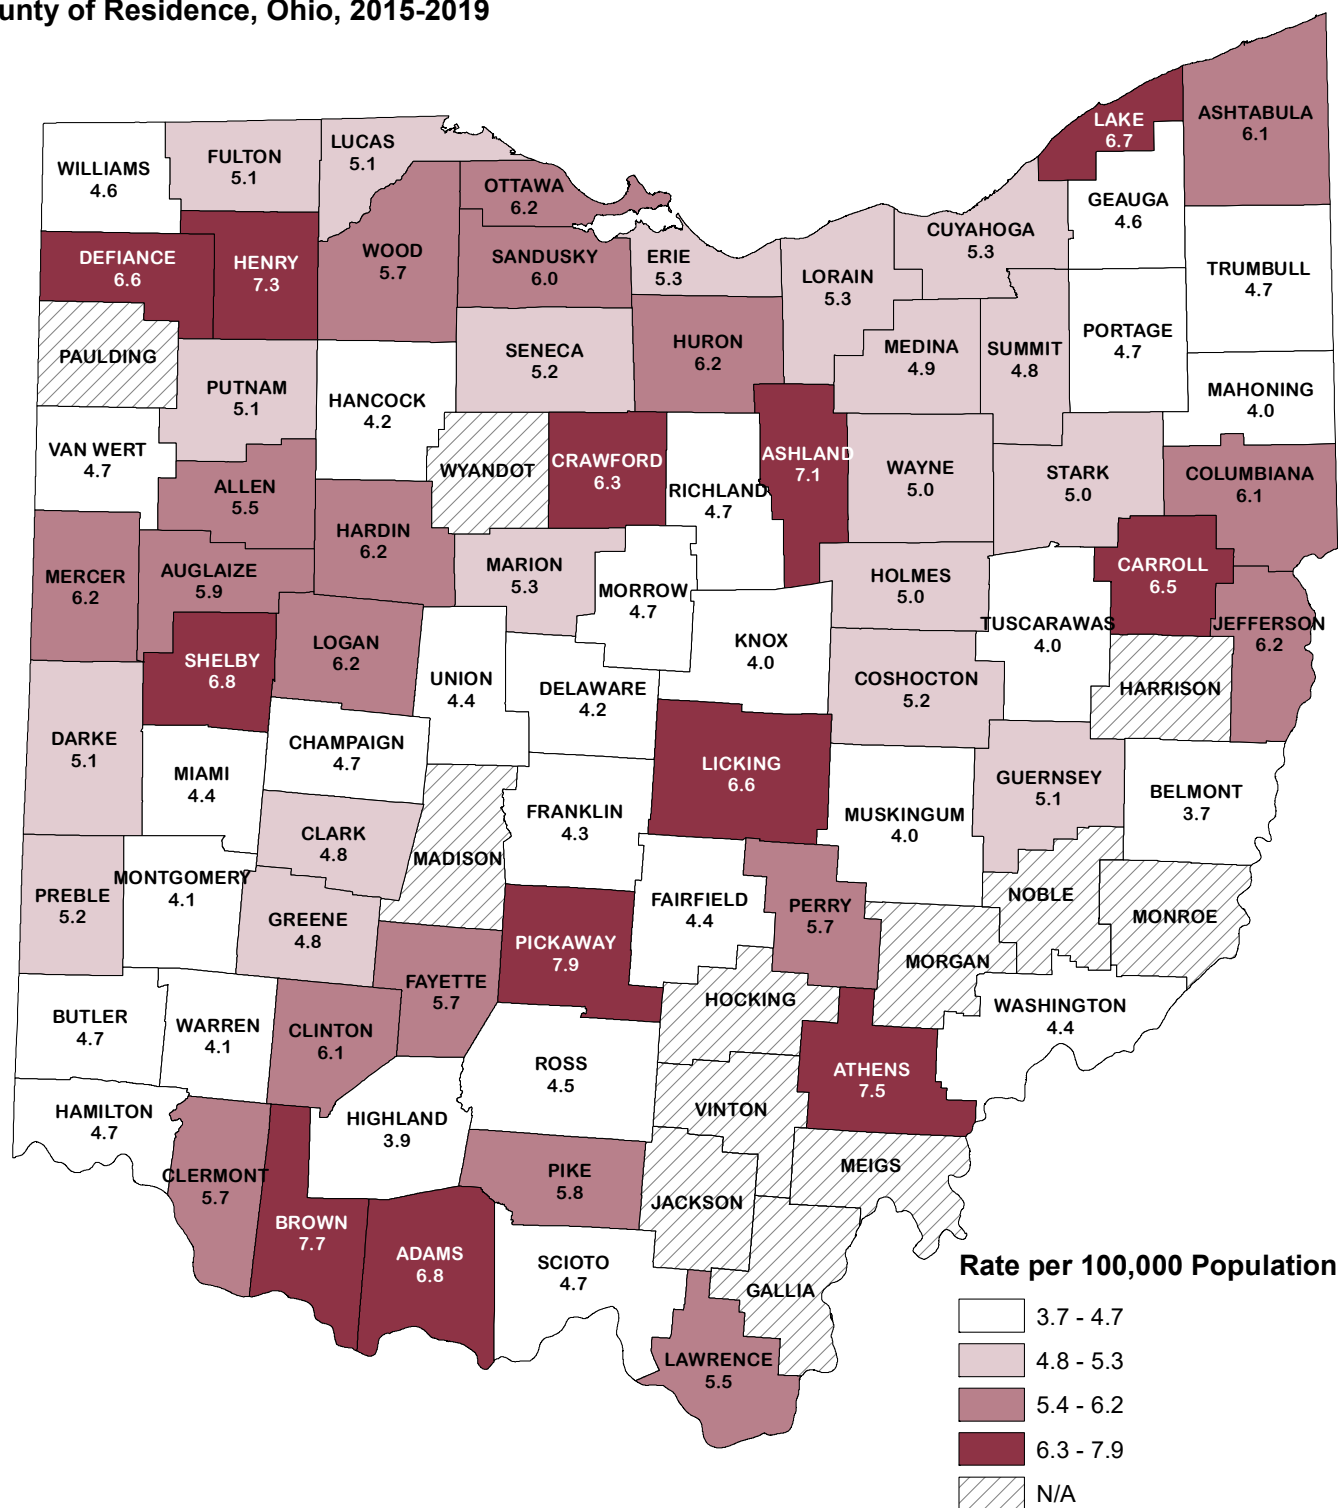 unty of Residence, Ohio, 2015-2019
WILLIAMS
4.6
FULTON
5.1
LUCAS
5.1
OTTAWA
6.2
LAKE
6.7
ASHTABULA
6.1
GEAUGA
4.6
DEFIANCE
6.6
HENRY
7.3
WOOD
5.7
SANDUSKY
6.0
ERIE
5.3
LORAIN
5.3
CUYAHOGA
5.3
TRUMBULL
4.7
PAULDING
PUTNAM
5.1
HANCOCK
4.2
SENECA
5.2
HURON
6.2
MEDINA
4.9
SUMMIT
4.8
PORTAGE
4.7
MAHONING
4.0
VAN WERT
4.7
ALLEN
5.5
WYANDOT
CRAWFORD
6.3
RICHLAND
4.7
ASHLAND
7.1
WAYNE
5.0
STARK
5.0
COLUMBIANA
6.1
HARDIN
6.2
MERCER
6.2
AUGLAIZE
5.9
MARION
5.3
MORROW
4.7
HOLMES
5.0
CARROLL
6.5
SHELBY
6.8
LOGAN
6.2
UNION
4.4
DELAWARE
4.2
KNOX
4.0
COSHOCTON
5.2
TUSCARAWAS
4.0
JEFFERSON
6.2
HARRISON
DARKE
5.1
MIAMI
4.4
CHAMPAIGN
4.7
LICKING
6.6
GUERNSEY
5.1
BELMONT
3.7
CLARK
4.8
MADISON
FRANKLIN
4.3
MUSKINGUM
4.0
PREBLE
5.2
MONTGOMERY
4.1
GREENE
4.8
FAIRFIELD
4.4
PERRY
5.7
NOBLE
MONROE
FAYETTE
5.7
PICKAWAY
7.9
MORGAN
HOCKING
WASHINGTON
4.4
BUTLER
4.7
WARREN
4.1
CLINTON
6.1
ROSS
4.5
ATHENS
7.5
HAMILTON
4.7
HIGHLAND
3.9
VINTON
CLERMONT
5.7
PIKE
5.8
JACKSON
MEIGS
BROWN
7.7
ADAMS
6.8
SCIOTO
4.7
GALLIA
LAWRENCE
5.5
Rate per 100,000 Population
3.7 - 4.7
4.8 - 5.3
5.4 - 6.2
6.3 - 7.9
N/A